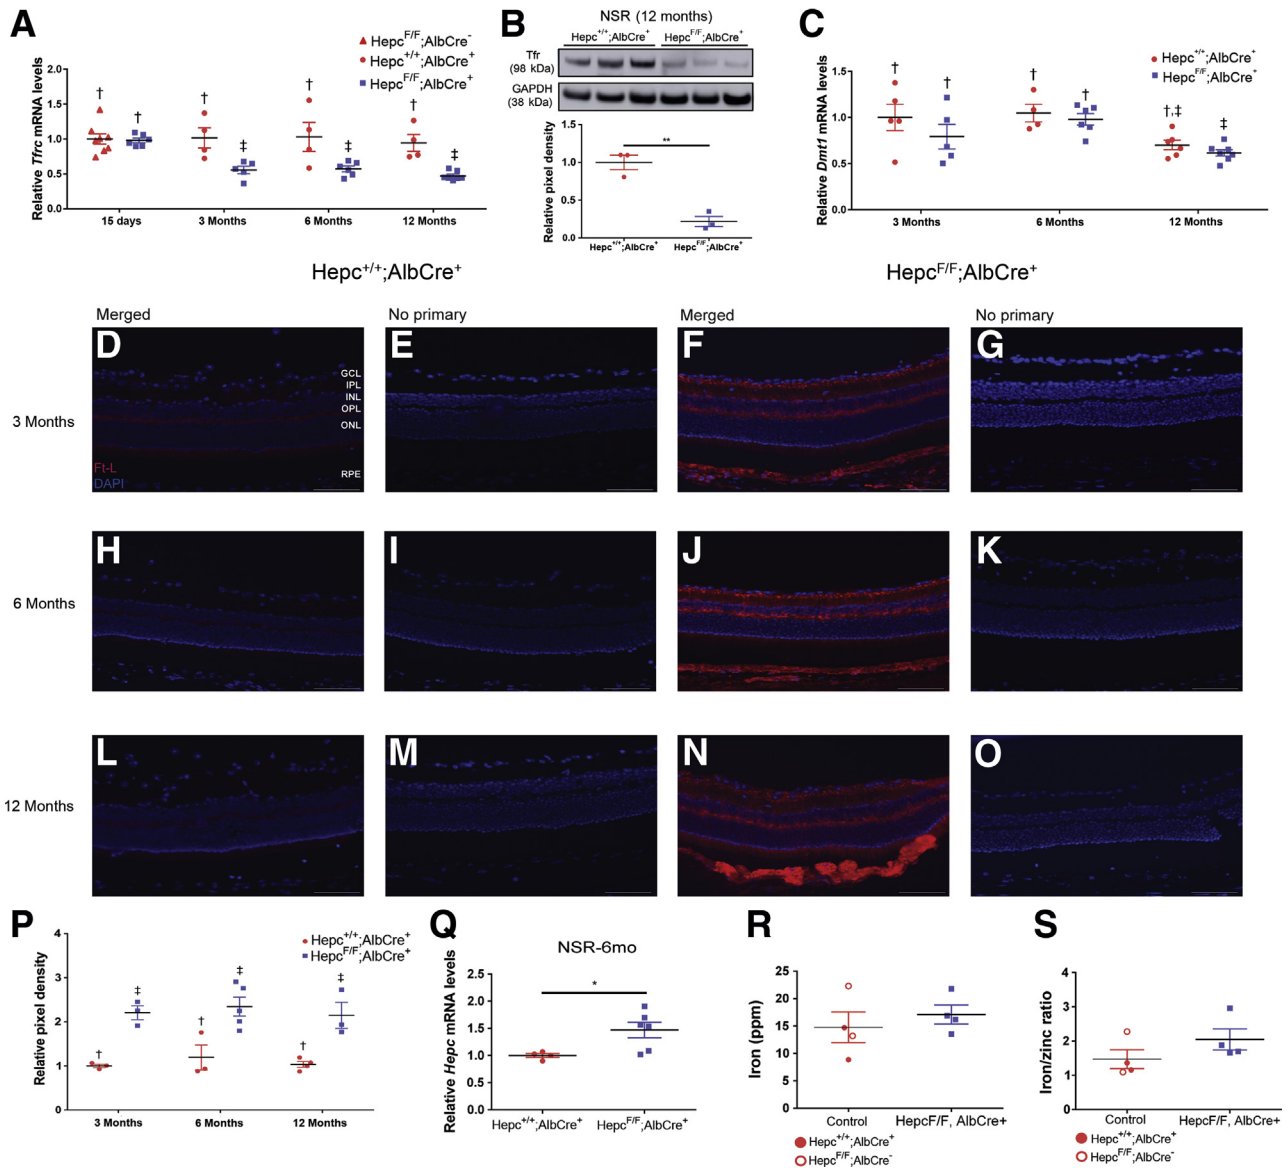 A
Hepc^F/F;AlbCre^-
Hepc^+/+;AlbCre^+
Hepc^F/F;AlbCre^+
Relative Tfrc mRNA levels
2.0
1.5
1.0
0.5
0.0
† † † ‡ † ‡ † ‡
15 days 3 Months 6 Months 12 Months
B
NSR (12 months)
Hepc^+/+;AlbCre^+ Hepc^F/F;AlbCre^+
Tfr
(98 kDa)
GAPDH
(38 kDa)
Relative pixel density
1.5
1.0
0.5
0.0
**
Hepc^+/+;AlbCre^+ Hepc^F/F;AlbCre^+
C
Hepc^+/+;AlbCre^+
Hepc^F/F;AlbCre^+
Relative Dmt1 mRNA levels
1.5
1.0
0.5
0.0
† † † † †,‡ ‡
3 Months 6 Months 12 Months
Hepc^+/+;AlbCre^+ Hepc^F/F;AlbCre^+
Merged No primary Merged No primary
3 Months
D E F G
GCL
IPL
INL
OPL
ONL
RPE
Ft-L
DAPI
6 Months
H I J K
12 Months
L M N O
P
Hepc^+/+;AlbCre^+
Hepc^F/F;AlbCre^+
Relative pixel density
4
3
2
1
0
† ‡ † ‡ † ‡
3 Months 6 Months 12 Months
Q
NSR-6mo
Relative Hepc mRNA levels
2.5
2.0
1.5
1.0
0.5
0.0
*
Hepc^+/+;AlbCre^+ Hepc^F/F;AlbCre^+
R
Iron (ppm)
25
20
15
10
5
0
Control HepcF/F, AlbCre+
Hepc^+/+;AlbCre^+
Hepc^F/F;AlbCre^-
S
Iron/zinc ratio
4
3
2
1
0
Control HepcF/F, AlbCre+
Hepc^+/+;AlbCre^+
Hepc^F/F;AlbCre^-